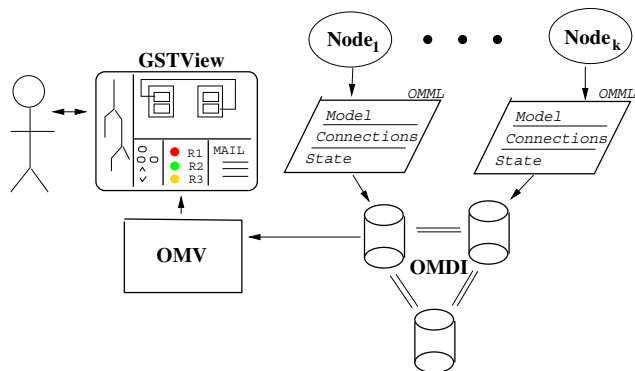 Node1 • • • Nodek
GSTView
OMML
OMML
Model
Connections
State
Model
Connections
State
R1
R2
R3
MAIL
OMV
OMDI